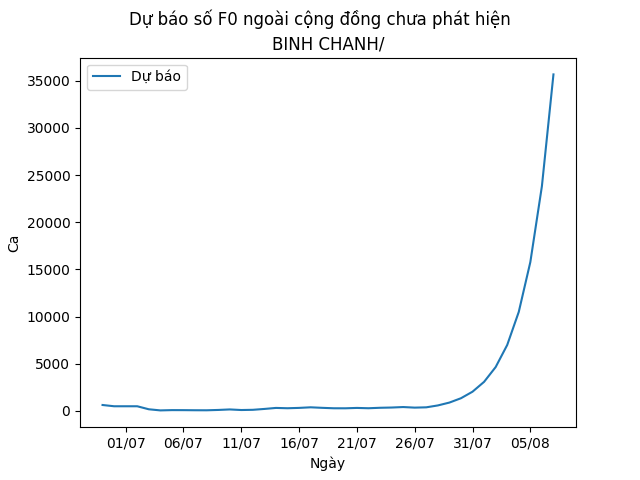 Dự báo số F0 ngoài cộng đồng chưa phát hiện
BINH CHANH/
Dự báo
Ca
35000
30000
25000
20000
15000
10000
5000
0
01/07 06/07 11/07 16/07 21/07 26/07 31/07 05/08
Ngày